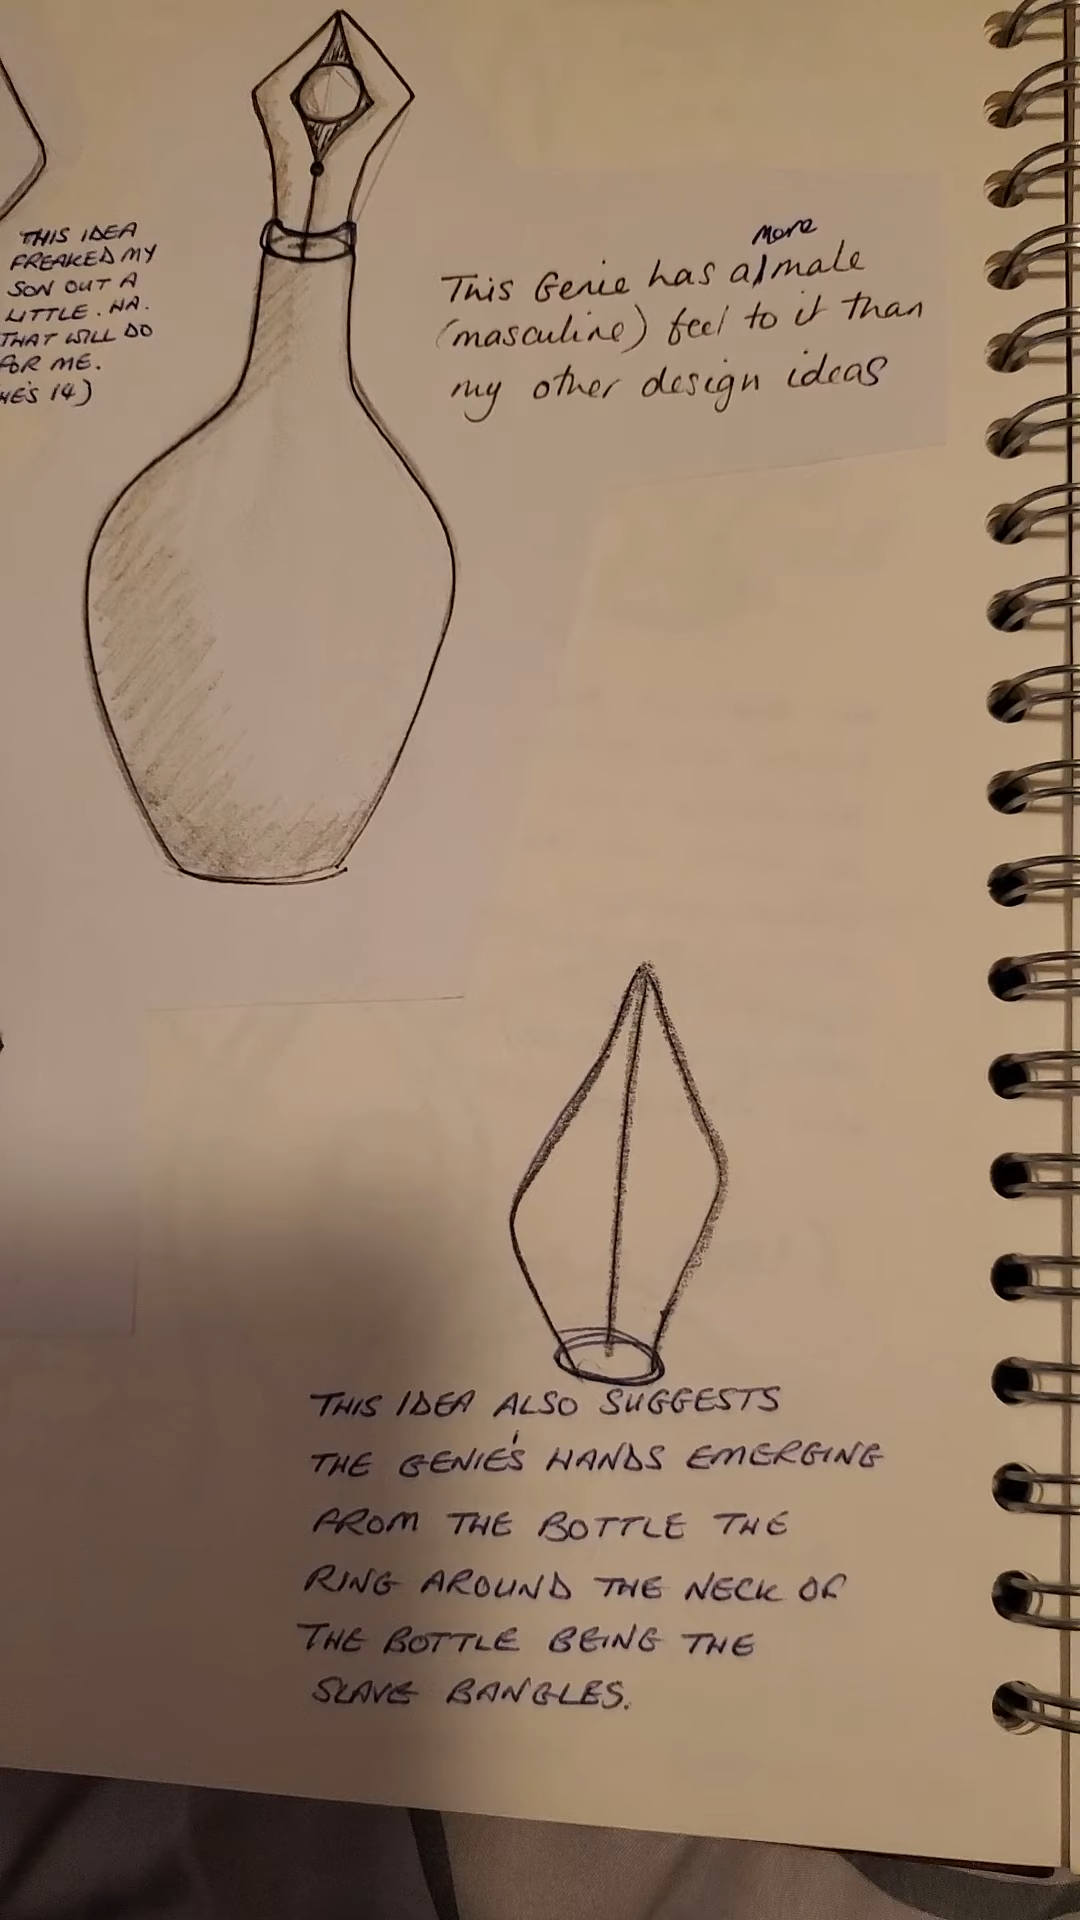 THIS IDEA
FREAKED MY
SON OUT A
LITTLE. HA.
THAT WILL DO
FOR ME.
HE'S 14)
more
This Genie has a male
(masculine) feel to it than
my other design ideas
THIS IDEA ALSO SUGGESTS
THE GENIE'S HANDS EMERGING
FROM THE BOTTLE THE
RING AROUND THE NECK OF
THE BOTTLE BEING THE
SLAVE BANGLES.